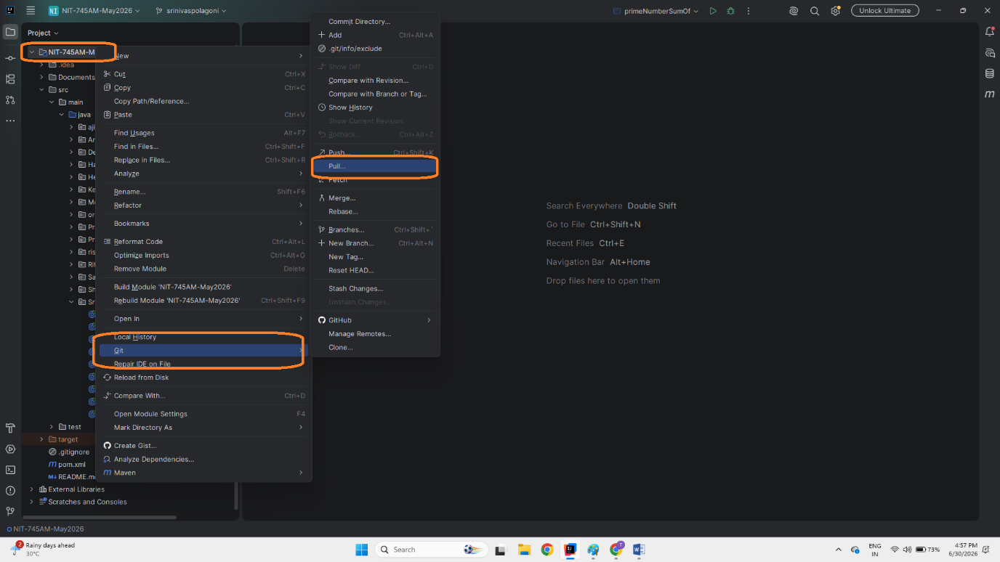 NI NIT-745AM-May2026
srinivaspolagoni
primeNumberSumOf
Unlock Ultimate
Project
NIT-745AM-M
.idea
Documents
src
main
java
aji
Ar
De
Ha
He
Ke
Mo
or
Pr
Pr
ris
Rit
Sa
Sh
Sr
test
target
.gitignore
m pom.xml
M↓ README.m
External Libraries
Scratches and Consoles
NIT-745AM-May2026
New
Cut Ctrl+X
Copy Ctrl+C
Copy Path/Reference...
Paste Ctrl+V
Find Usages Alt+F7
Find in Files... Ctrl+Shift+F
Replace in Files... Ctrl+Shift+R
Analyze
Rename... Shift+F6
Refactor
Bookmarks
Reformat Code Ctrl+Alt+L
Optimize Imports Ctrl+Alt+O
Remove Module Delete
Build Module 'NIT-745AM-May2026'
Rebuild Module 'NIT-745AM-May2026' Ctrl+Shift+F9
Open In
Local History
Git
Repair IDE on File
Reload from Disk
Compare With... Ctrl+D
Open Module Settings F4
Mark Directory As
Create Gist...
Analyze Dependencies...
m Maven
Commit Directory...
Add Ctrl+Alt+A
.git/info/exclude
Show Diff Ctrl+D
Compare with Revision...
Compare with Branch or Tag...
Show History
Show Current Revision
Rollback... Ctrl+Alt+Z
Push... Ctrl+Shift+K
Pull...
Fetch
Merge...
Rebase...
Branches... Ctrl+Shift+`
New Branch... Ctrl+Alt+N
New Tag...
Reset HEAD...
Stash Changes...
Unstash Changes...
GitHub
Manage Remotes...
Clone...
Search Everywhere Double Shift
Go to File Ctrl+Shift+N
Recent Files Ctrl+E
Navigation Bar Alt+Home
Drop files here to open them
m
2
Rainy days ahead
30°C
Search
T
ENG
IN
73%
4:57 PM
6/30/2026